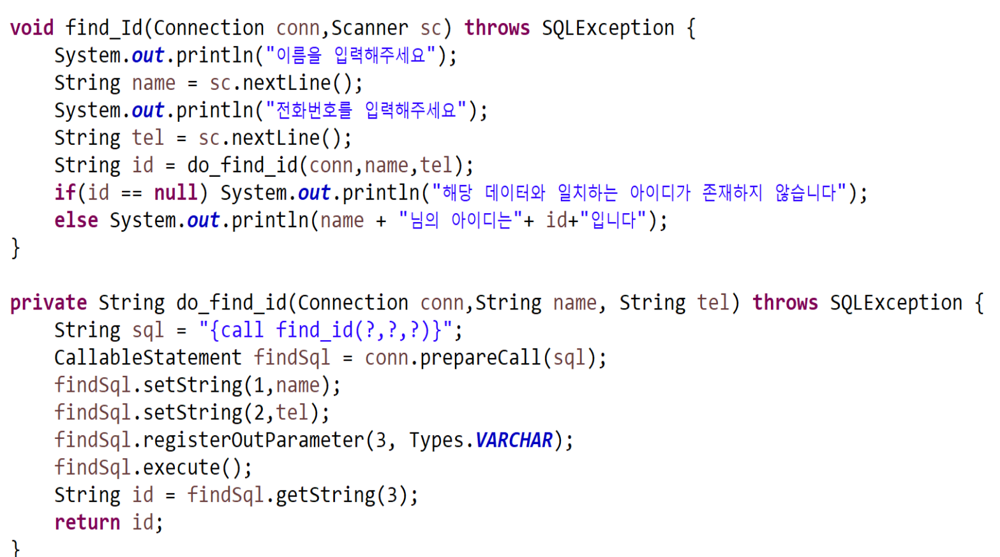 void find_Id(Connection conn,Scanner sc) throws SQLException {
    System.out.println("이름을 입력해주세요");
    String name = sc.nextLine();
    System.out.println("전화번호를 입력해주세요");
    String tel = sc.nextLine();
    String id = do_find_id(conn,name,tel);
    if(id == null) System.out.println("해당 데이터와 일치하는 아이디가 존재하지 않습니다");
    else System.out.println(name + "님의 아이디는"+ id+"입니다");
}

private String do_find_id(Connection conn,String name, String tel) throws SQLException {
    String sql = "{call find_id(?,?,?)}";
    CallableStatement findSql = conn.prepareCall(sql);
    findSql.setString(1,name);
    findSql.setString(2,tel);
    findSql.registerOutParameter(3, Types.VARCHAR);
    findSql.execute();
    String id = findSql.getString(3);
    return id;
}